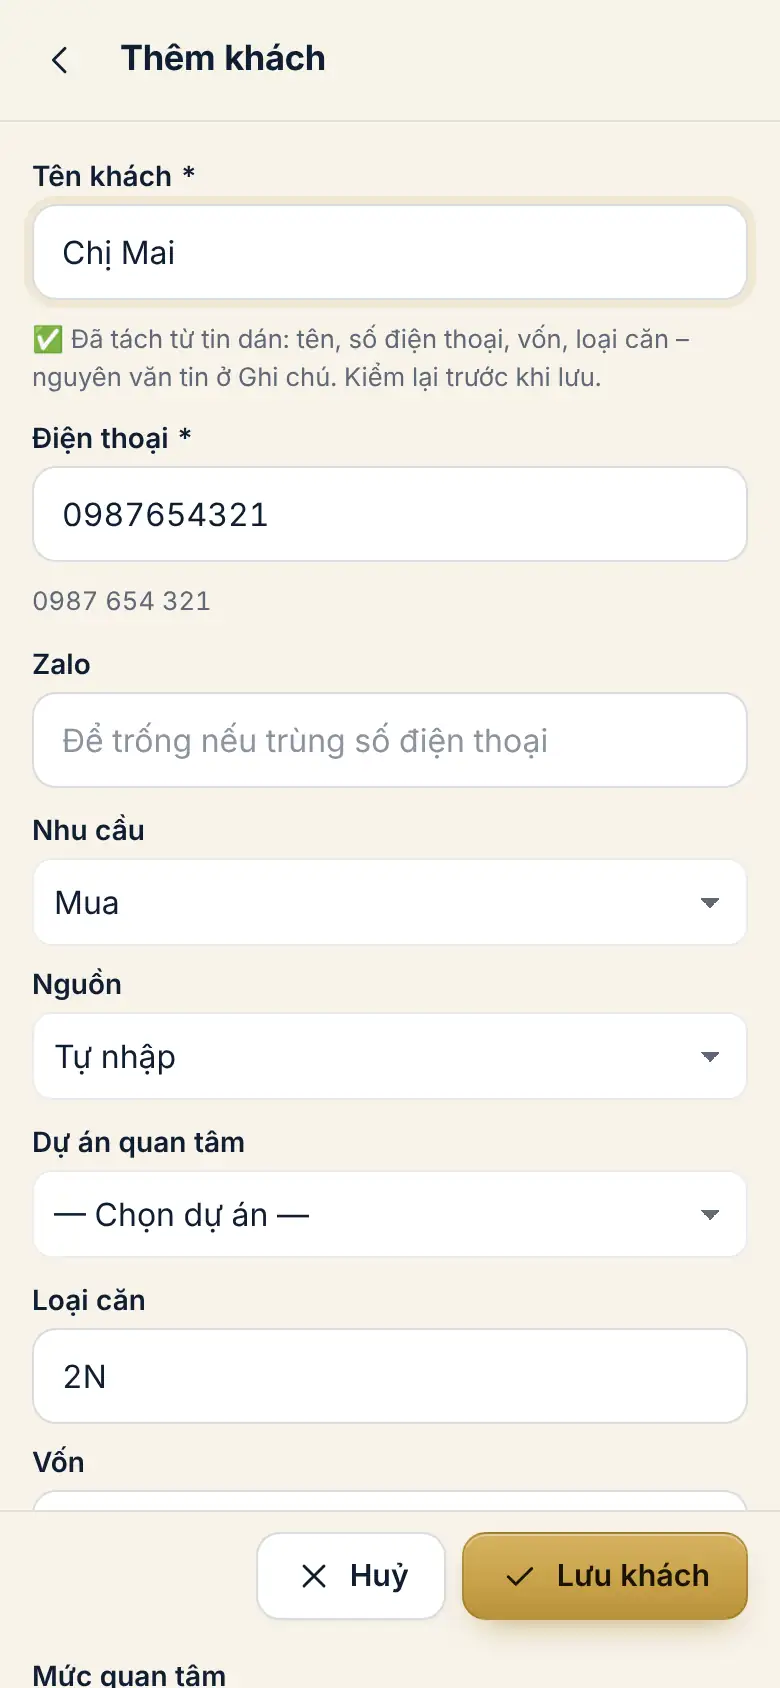 Thêm khách
Tên khách *
Chị Mai
✅ Đã tách từ tin dán: tên, số điện thoại, vốn, loại căn –
nguyên văn tin ở Ghi chú. Kiểm lại trước khi lưu.
Điện thoại *
0987654321
0987 654 321
Zalo
Để trống nếu trùng số điện thoại
Nhu cầu
Mua
Nguồn
Tự nhập
Dự án quan tâm
— Chọn dự án —
Loại căn
2N
Vốn
Huỷ
Lưu khách
Mức quan tâm